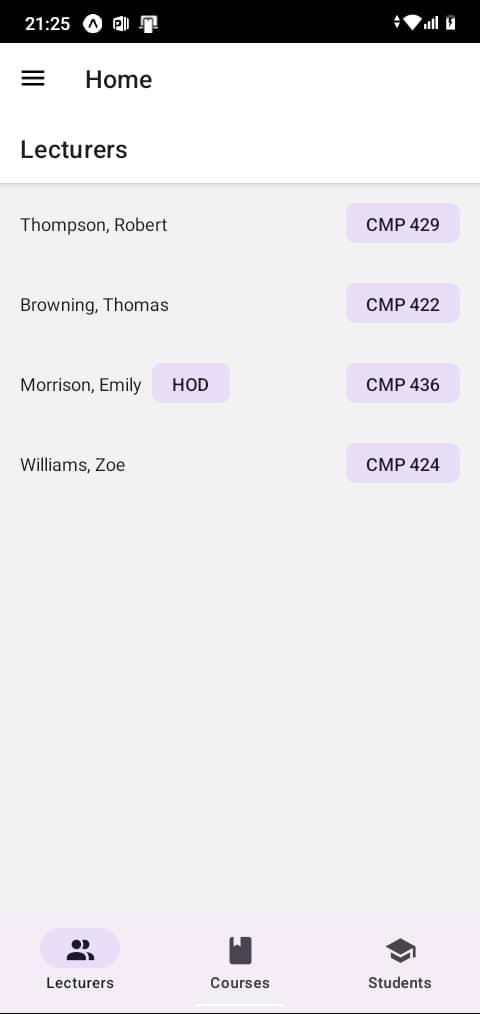 21:25
Home
Lecturers
Thompson, Robert CMP 429
Browning, Thomas CMP 422
Morrison, Emily HOD CMP 436
Williams, Zoe CMP 424
Lecturers Courses Students